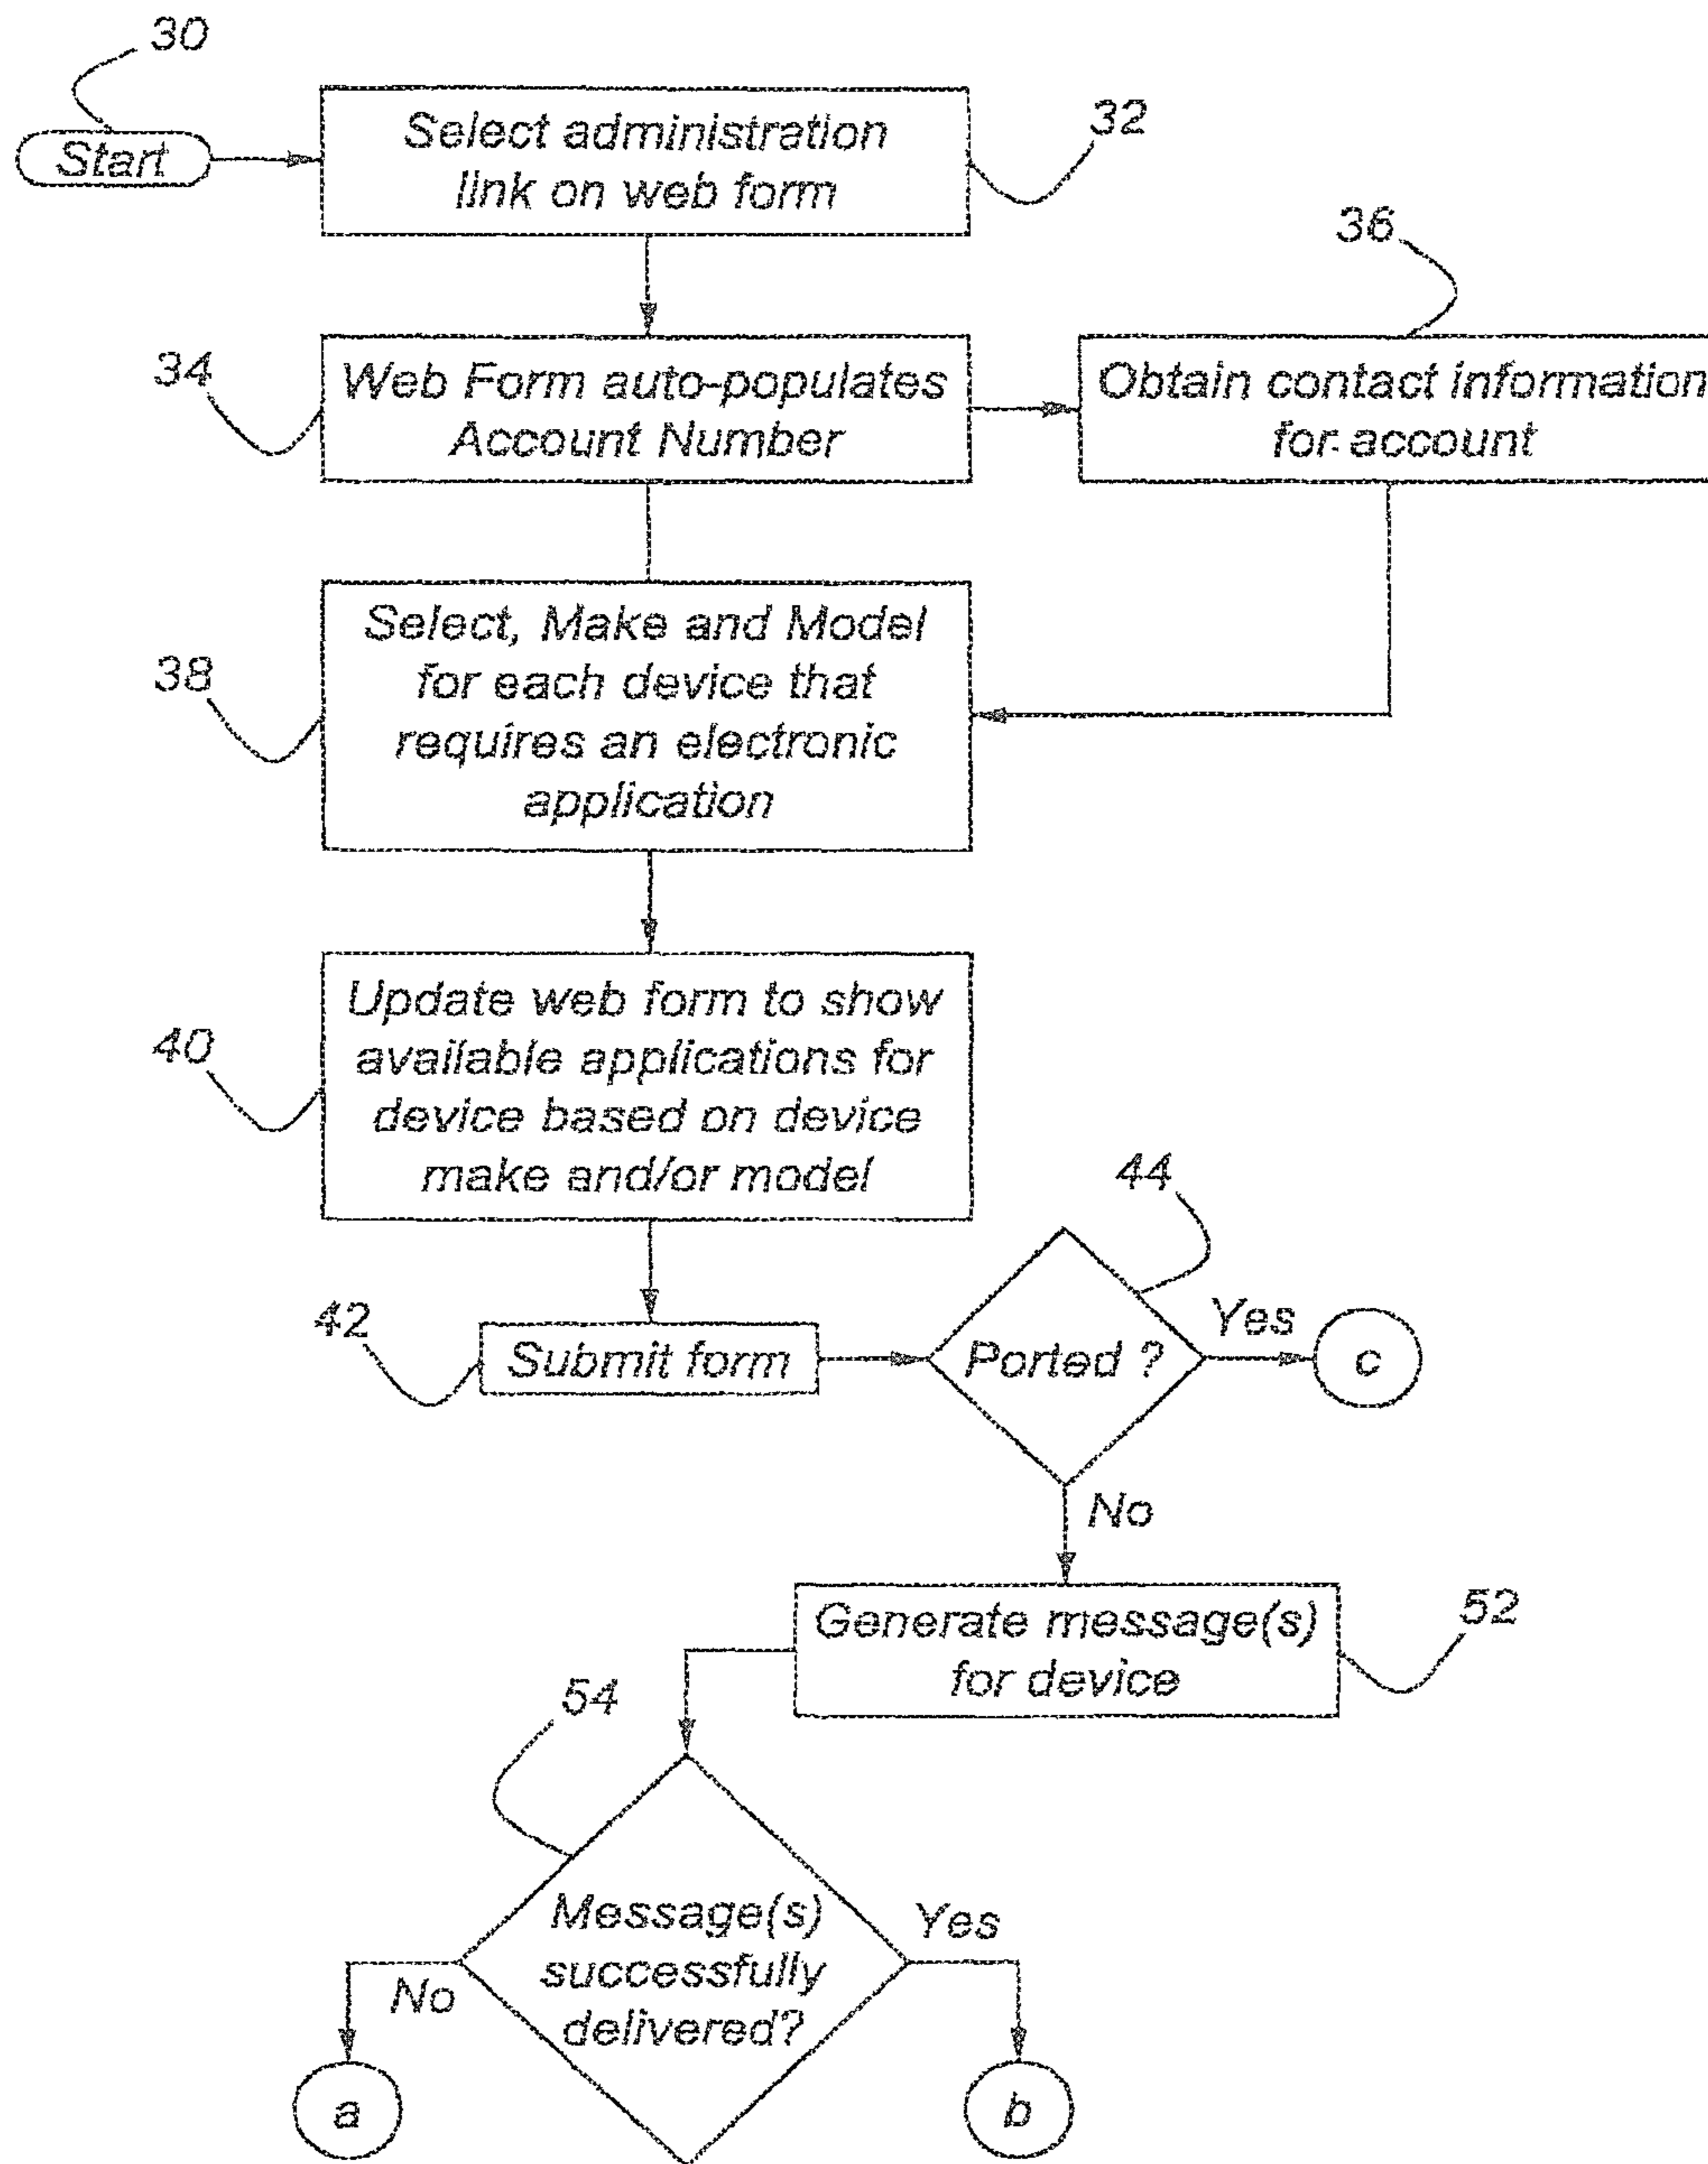 30
Start
Select administration
link on web form
32
36
34
Web Form auto-populates
Account Number
Obtain contact information
for account
38
Select, Make and Model
for each device that
requires an electronic
application
40
Update web form to show
available applications for
device based on device
make and/or model
44
42
Submit form
Ported ?
Yes
c
No
Generate message(s)
for device
52
54
Message(s)
successfully
delivered?
Yes
No
a
b